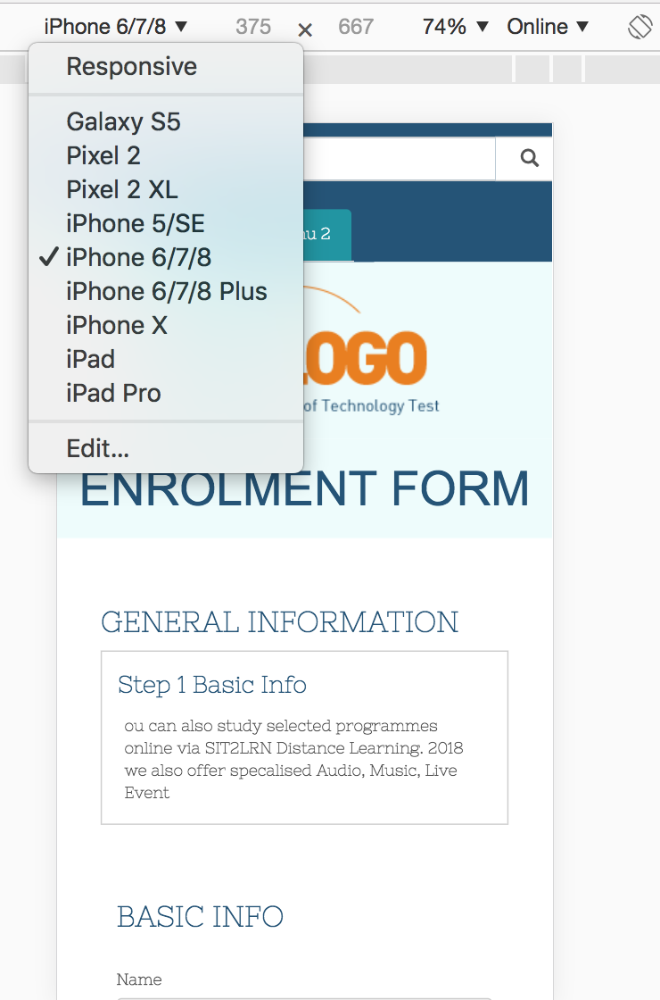 iPhone 6/7/8 ▼ 375 × 667 74% ▼ Online ▼
Responsive
Galaxy S5
Pixel 2
Pixel 2 XL
iPhone 5/SE
✓ iPhone 6/7/8
iPhone 6/7/8 Plus
iPhone X
iPad
iPad Pro
Edit...
nu 2
LOGO
of Technology Test
ENROLMENT FORM
GENERAL INFORMATION
Step 1 Basic Info
ou can also study selected programmes
online via SIT2LRN Distance Learning. 2018
we also offer specalised Audio, Music, Live
Event
BASIC INFO
Name